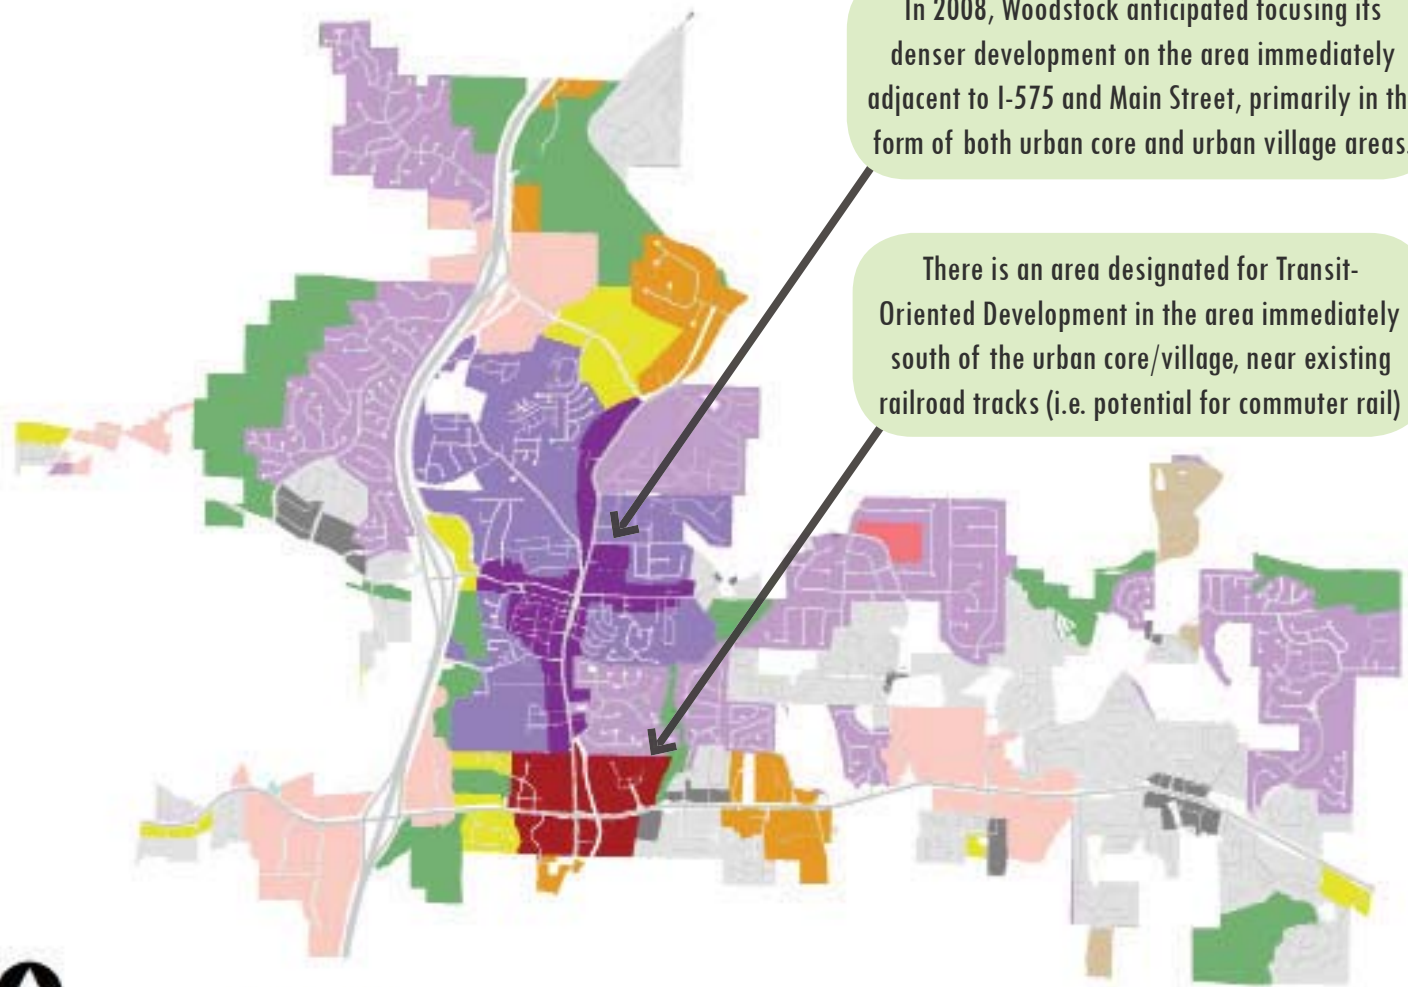 In 2008, Woodstock anticipated focusing its
denser development on the area immediately
adjacent to I-575 and Main Street, primarily in th
form of both urban core and urban village areas.
There is an area designated for Transit-
Oriented Development in the area immediately
south of the urban core/village, near existing
railroad tracks (i.e. potential for commuter rail)